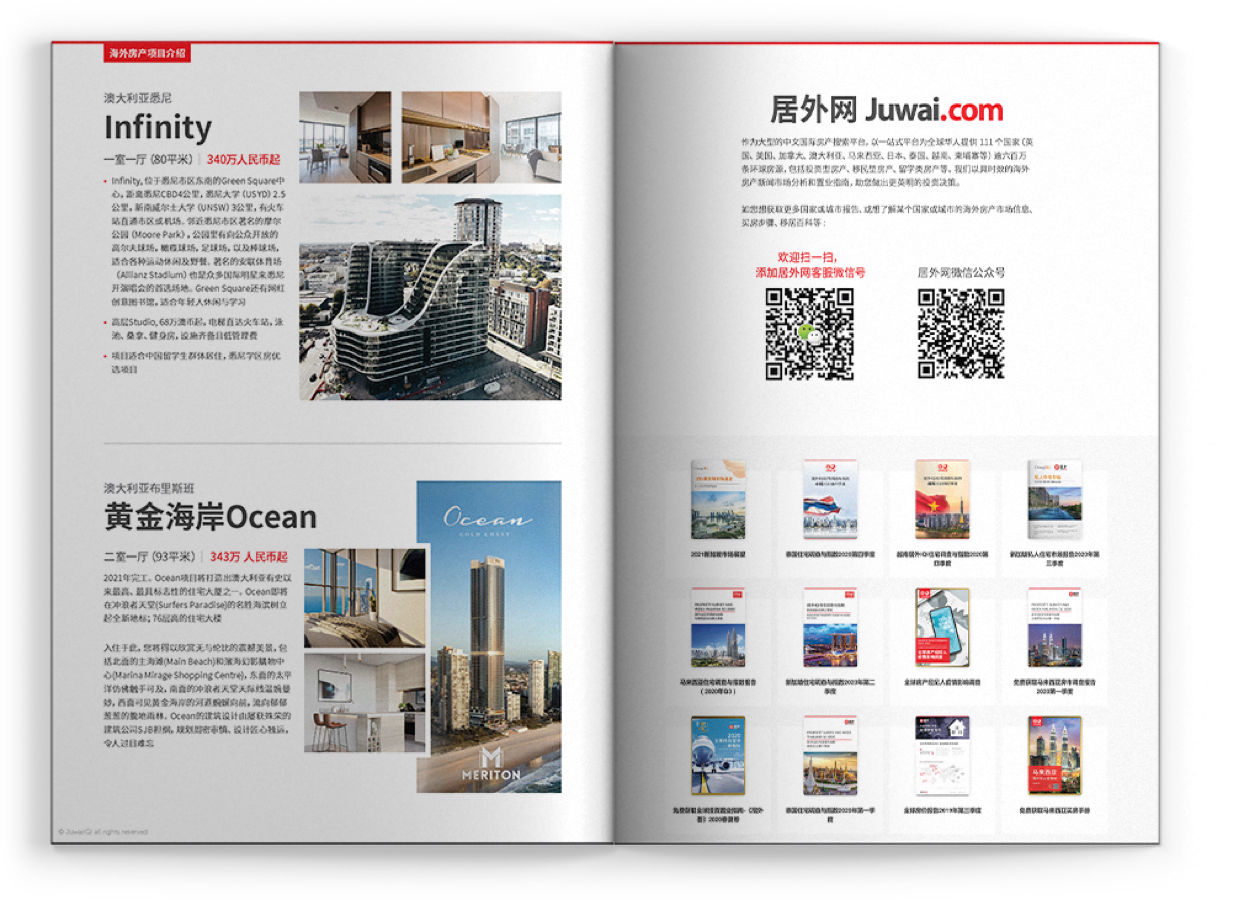 海外房产项目介绍
澳大利亚悉尼
Infinity
一室一厅 (80平米) | 340万人民币起
• Infinity, 位于悉尼市区东南的Green Square中
心，距离悉尼CBD4公里，悉尼大学 (USYD) 2.5
公里，新南威尔士大学 (UNSW) 3公里，有火车
站直通市区或机场。邻近悉尼市区著名的摩尔
公园 (Moore Park) ，公园里有向公众开放的
高尔夫球场，橄榄球场，足球场，以及棒球场，
适合各种运动休闲及野餐。著名的安联体育场
(Allianz Stadium) 也是众多国际明星来悉尼
开演唱会的首选场地。Green Square还有网红
创意图书馆，适合年轻人休闲与学习
• 高层Studio, 68万澳币起，电梯直达火车站，泳
池、桑拿、健身房，设施齐备且低管理费
• 项目适合中国留学生群体居住，悉尼学区房优
选项目
澳大利亚布里斯班
黄金海岸Ocean
二室一厅 (93平米) | 343万 人民币起
2021年完工。Ocean项目将打造出澳大利亚有史以
来最高、最具标志性的住宅大厦之一。Ocean即将
在冲浪者天堂(Surfers Paradise)的名胜海滨树立
起全新地标；76层高的住宅大楼
入住于此，您将得以欣赏无与伦比的震撼美景，包
括北面的主海滩(Main Beach)和滨海幻影购物中
心(Marina Mirage Shopping Centre)，东面的太平
洋仿佛触手可及，南面的冲浪者天堂天际线蔓婉曼
妙，西面可见黄金海岸的河道蜿蜒向前，流向郁郁
葱葱的腹地雨林。Ocean的建筑设计由屡获殊荣的
建筑公司SJB担纲，规划周密审慎、设计匠心独运，
令人过目难忘
Ocean
GOLD COAST
MERITON
© JuwaiIQI all rights reserved
居外网 Juwai.com
作为大型的中文国际房产搜索平台，以一站式平台为全球华人提供 111 个国家 (英
国、美国、加拿大、澳大利亚、马来西亚、日本、泰国、越南、柬埔寨等) 逾六百万
条环球房源，包括投资型房产、移民型房产、留学类房产等。我们以具时效的海外
房产新闻市场分析和置业指南，助您做出更英明的投资决策。
如您想获取更多国家或城市报告，或想了解某个国家或城市的海外房产市场信息、
买房步骤、移居百科等：
欢迎扫一扫，
添加居外网客服微信号
居外网微信公众号
2021新加坡市场展望
泰国住宅调查与指数2020第四季度
越南居外IQI住宅调查与指数2020第
四季度
新加坡私人住宅市场报告2020年第
三季度
马来西亚住宅调查与指数报告
(2020年Q3)
新加坡住宅调查与指数2020年第二
季度
全球房产经纪人疫情影响调查
免费获取马来西亚房市调查报告
2020第一季度
2020
免费获取全球投资置业指南-《居外
看》2020春夏季
泰国住宅调查与指数2020年第一季
度
全球房价报告2019年第三季度
马来西亚
免费获取马来西亚买房手册